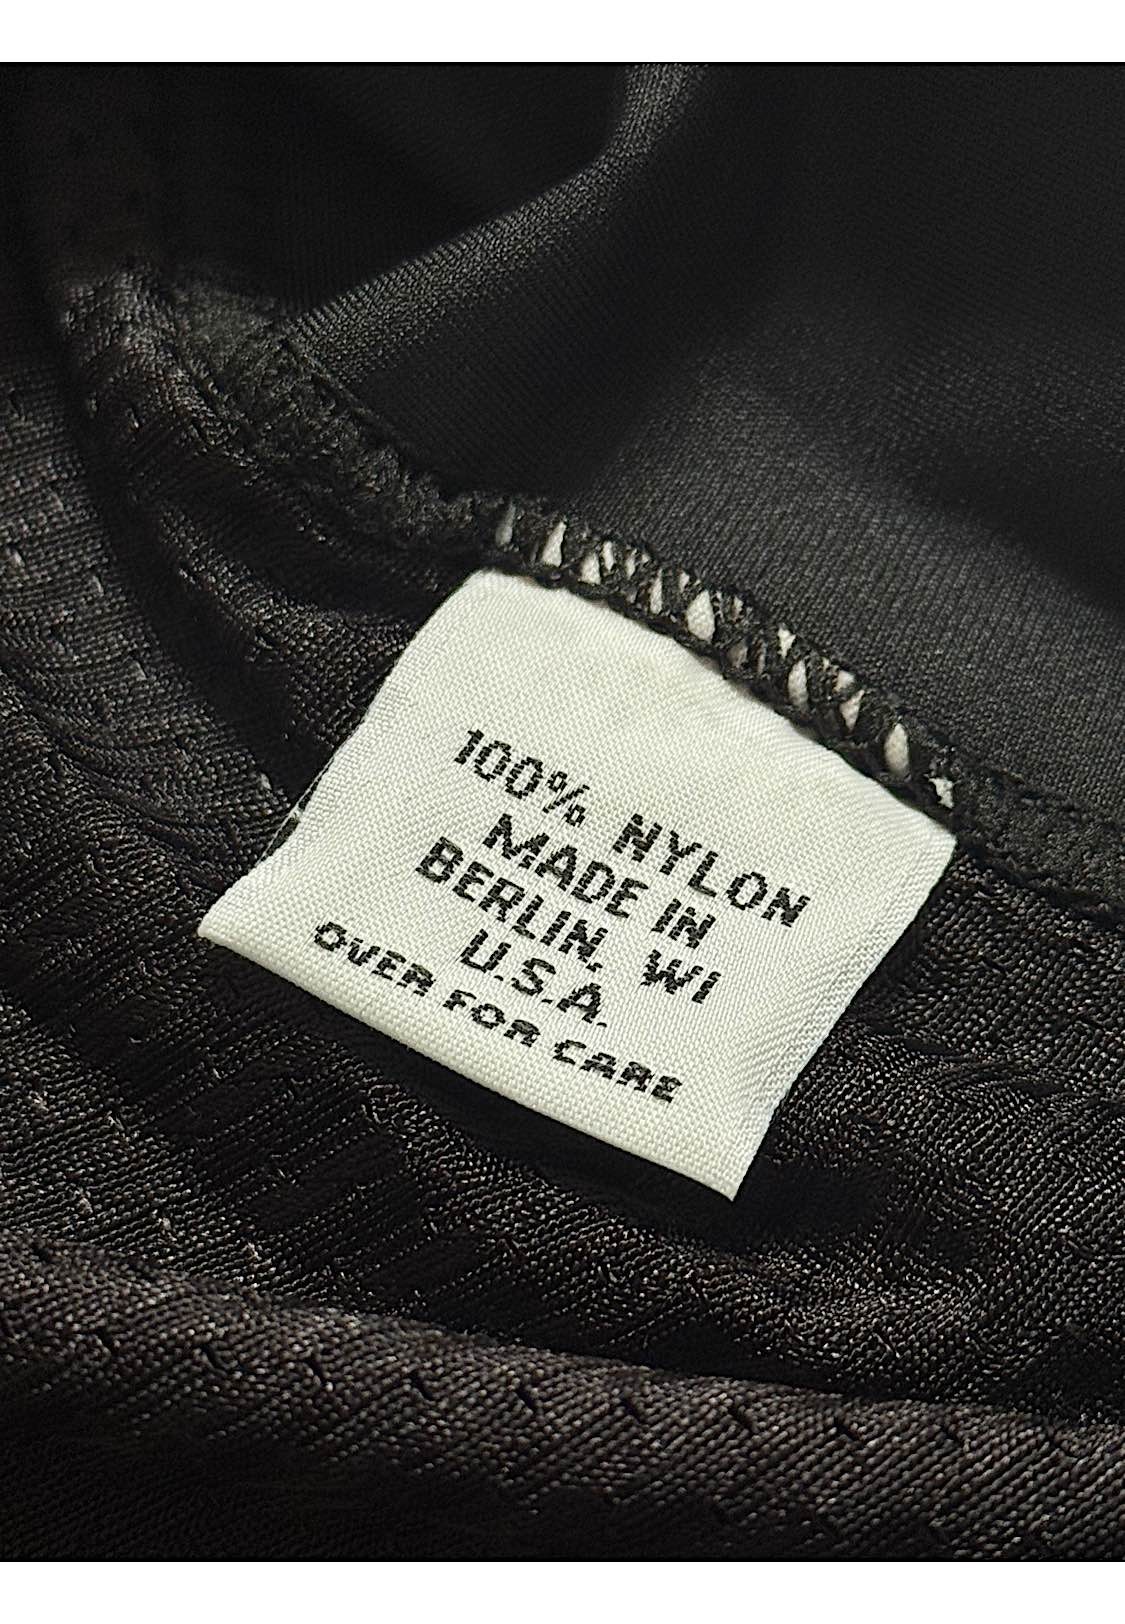 100% NYLON
MADE IN
BERLIN, WI
U.S.A.
OVER FOR CARE